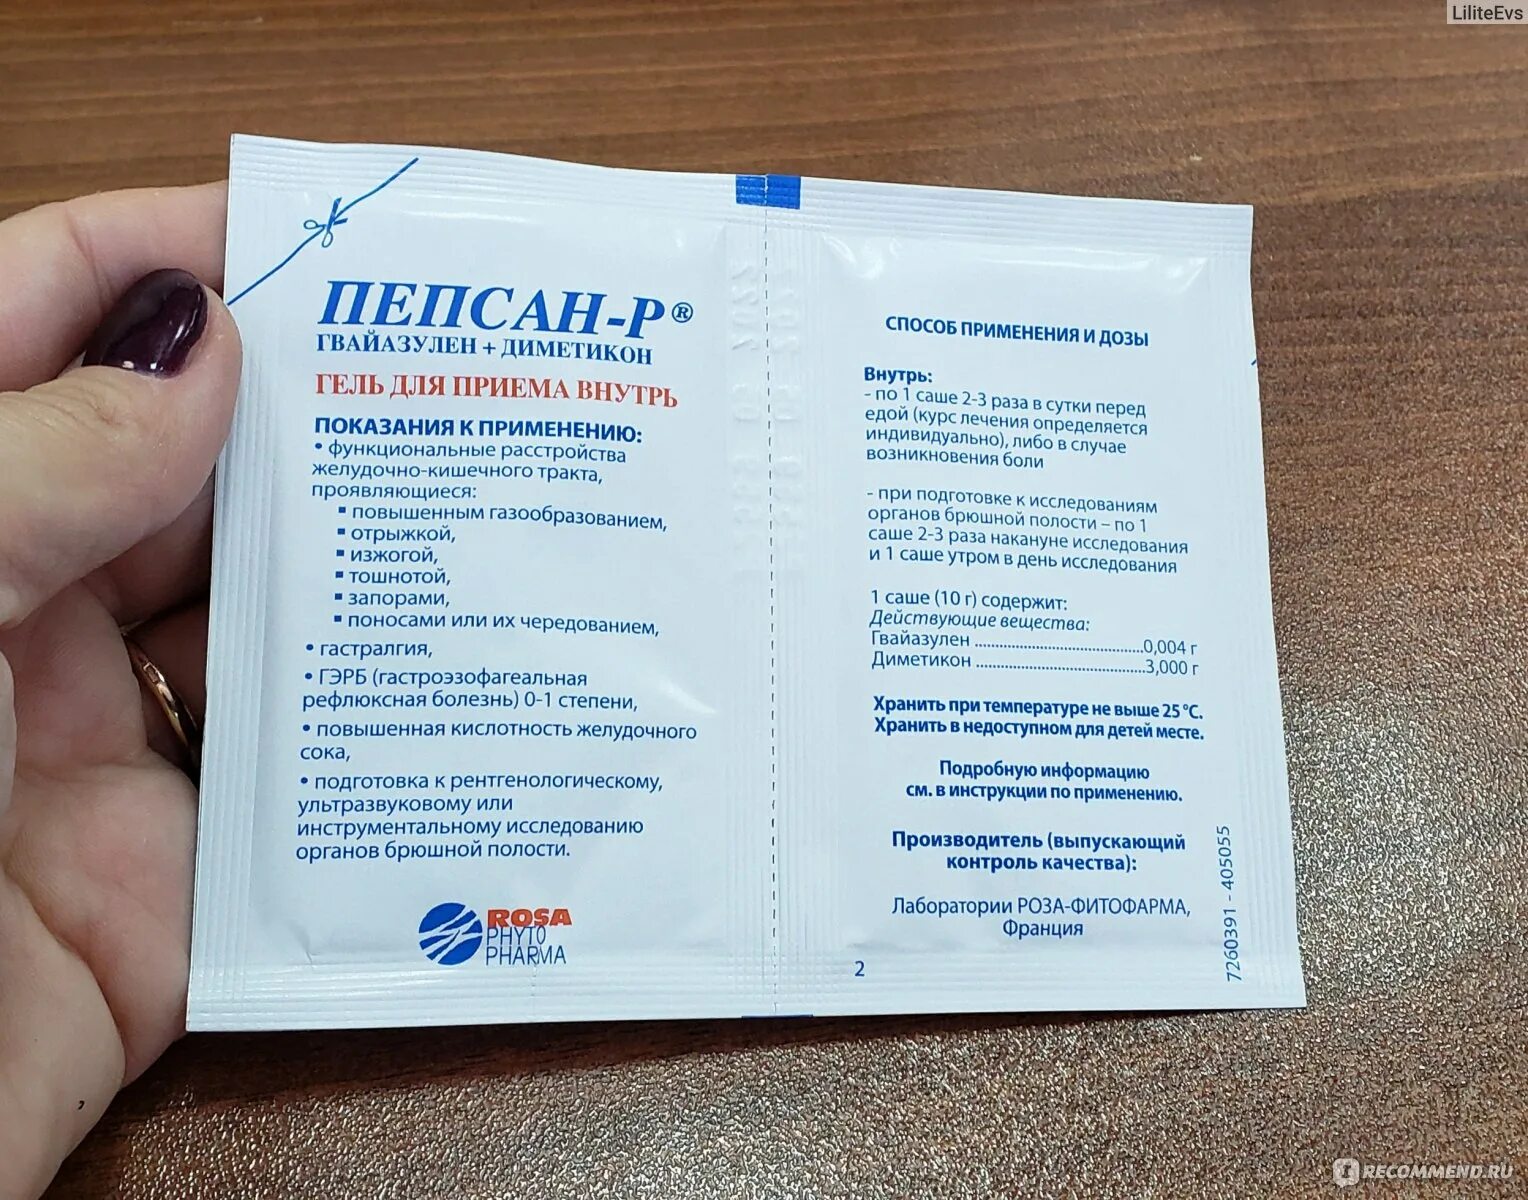 LiliteEvs
ПЕПСАН-Р®
ГВАЙАЗУЛЕН + ДИМЕТИКОН
ГЕЛЬ ДЛЯ ПРИЕМА ВНУТРЬ
ПОКАЗАНИЯ К ПРИМЕНЕНИЮ:
• функциональные расстройства
желудочно-кишечного тракта,
проявляющиеся:
▪ повышенным газообразованием,
▪ отрыжкой,
▪ изжогой,
▪ тошнотой,
▪ запорами,
▪ поносами или их чередованием,
• гастралгия,
• ГЭРБ (гастроэзофагеальная
рефлюксная болезнь) 0-1 степени,
• повышенная кислотность желудочного
сока,
• подготовка к рентгенологическому,
ультразвуковому или
инструментальному исследованию
органов брюшной полости.
ROSA
PHYTO
PHARMA
СПОСОБ ПРИМЕНЕНИЯ И ДОЗЫ
Внутрь:
- по 1 саше 2-3 раза в сутки перед
едой (курс лечения определяется
индивидуально), либо в случае
возникновения боли
- при подготовке к исследованиям
органов брюшной полости – по 1
саше 2-3 раза накануне исследования
и 1 саше утром в день исследования
1 саше (10 г) содержит:
Действующие вещества:
Гвайазулен ........................................0,004 г
Диметикон ........................................3,000 г
Хранить при температуре не выше 25 °С.
Хранить в недоступном для детей месте.
Подробную информацию
см. в инструкции по применению.
Производитель (выпускающий
контроль качества):
Лаборатории РОЗА-ФИТОФАРМА,
Франция
2
7260391 - 405055
RECOMMEND.RU